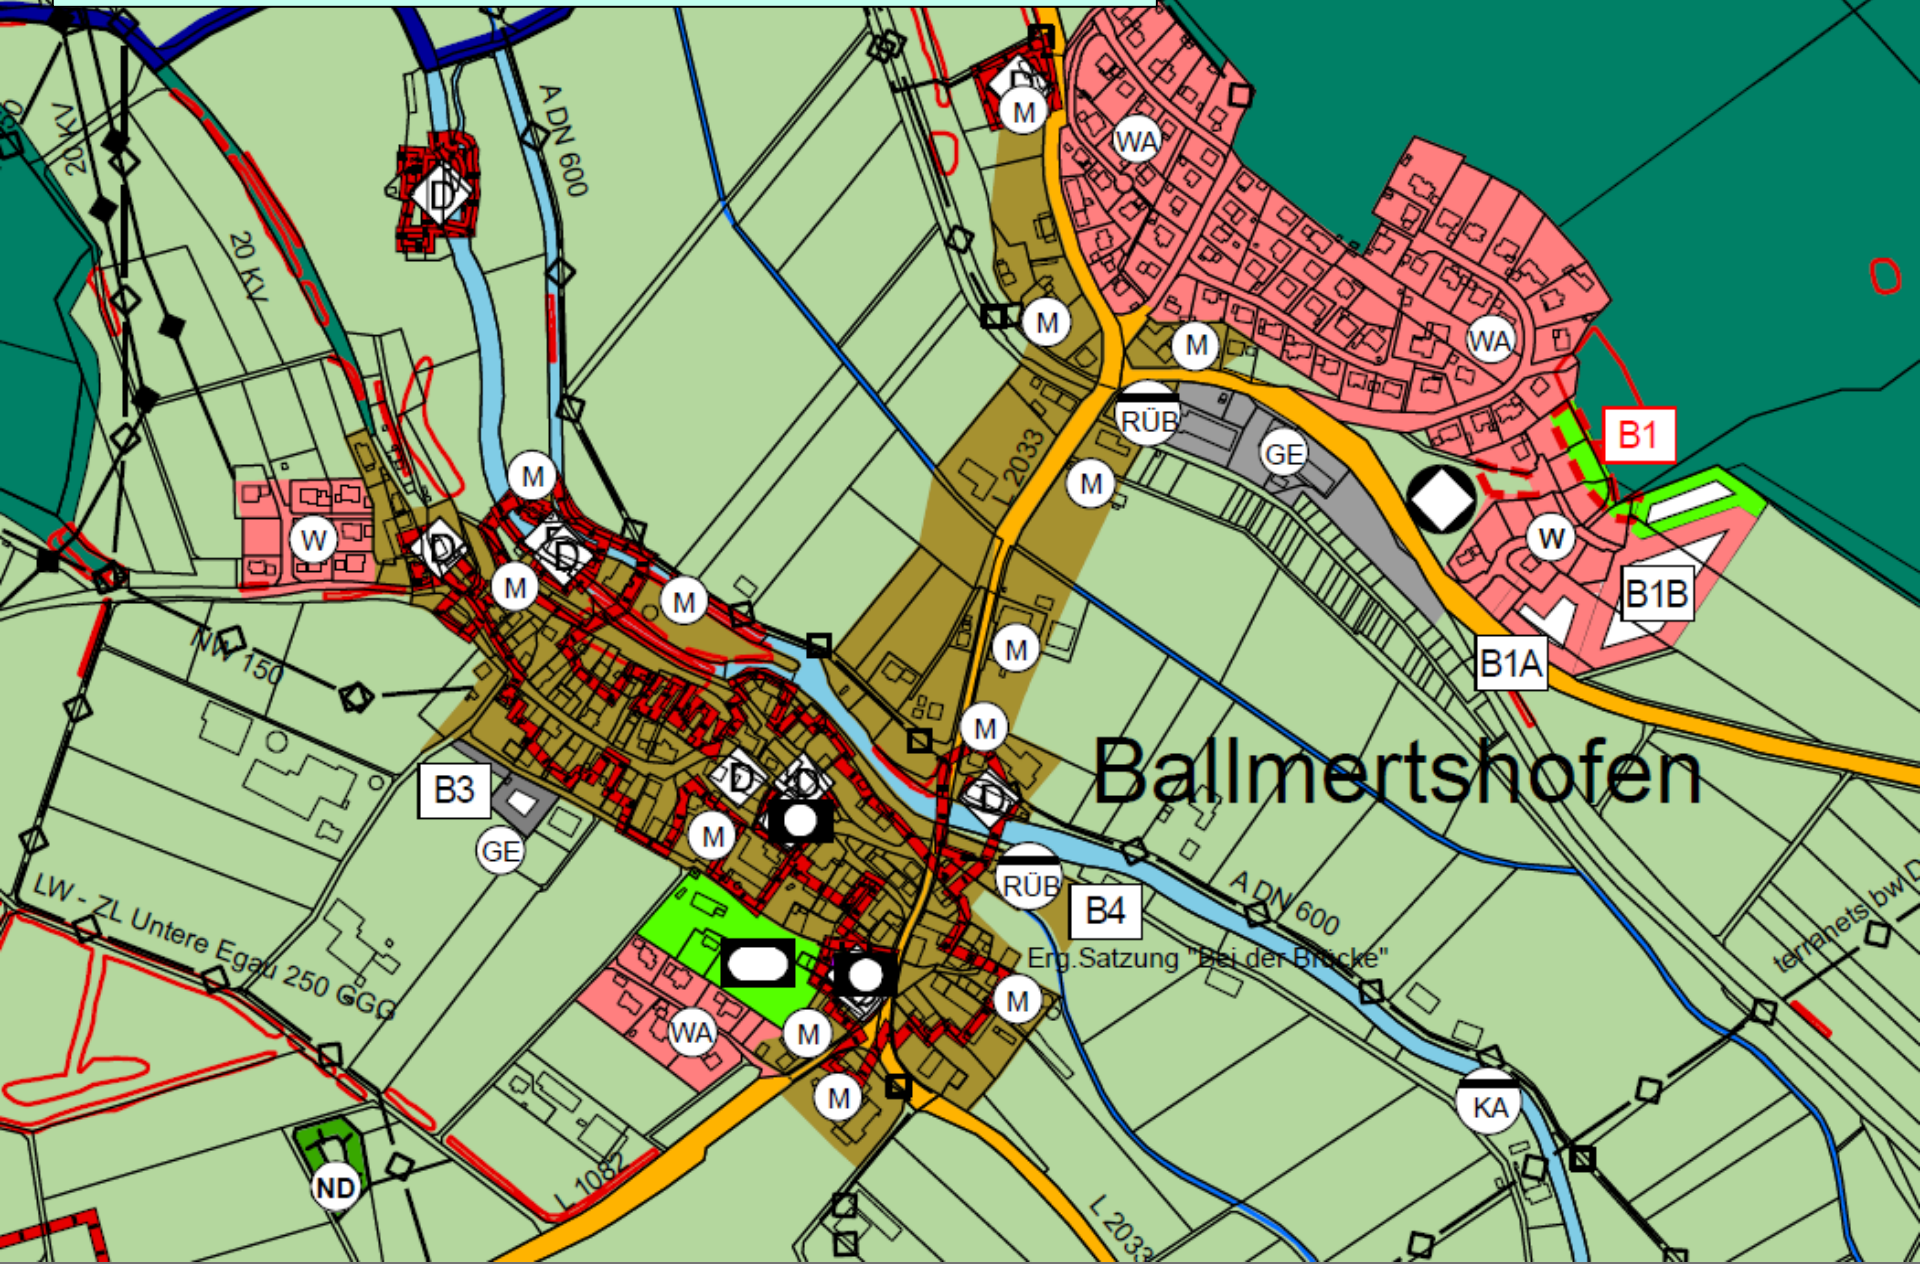 A DN 600
20 KV
20 KV
D
D
M
WA
M
M
WA
RÜB
GE
B1
L 2033
M
M
W
D
D
M
M
W
B1B
B1A
NW 150
M
M
Ballmertshofen
B3
GE
D
D
D
M
LW - ZL Untere Egau 250 GGG
RÜB
B4
A DN 600
terranets bw
Erg.Satzung "Bei der Brücke"
M
WA
M
M
KA
ND
L 1082
L 2033